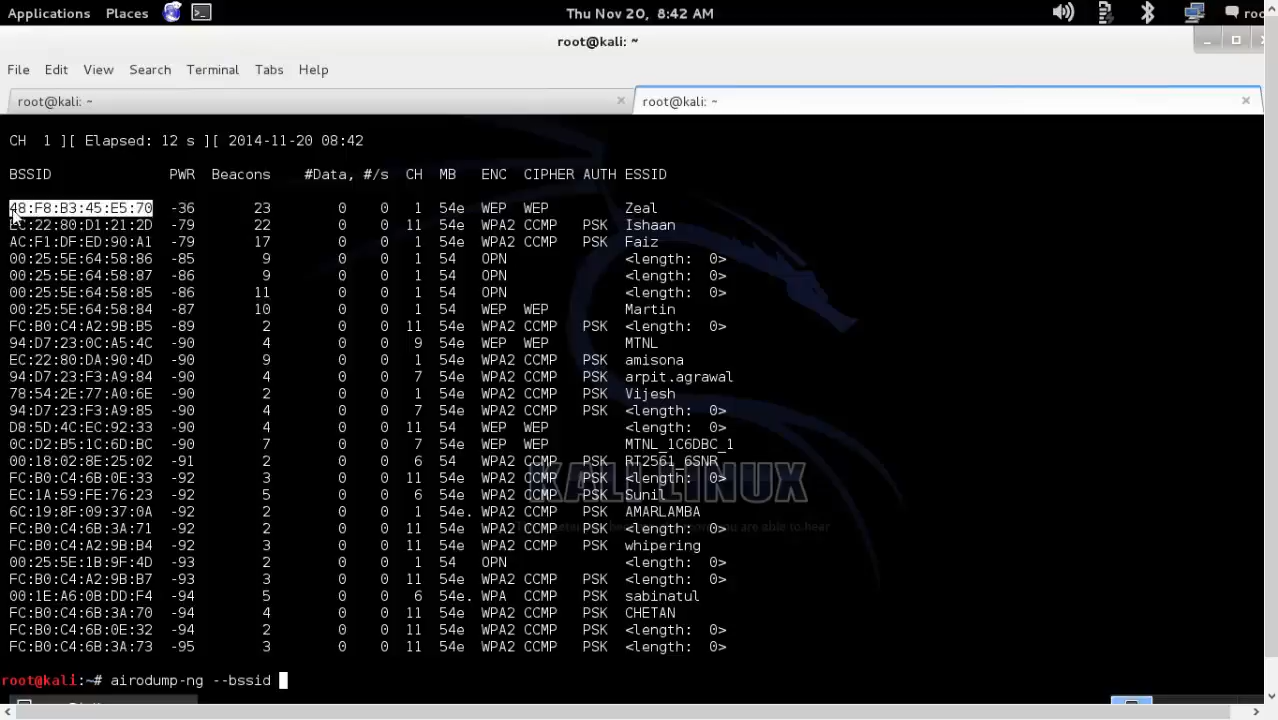 Applications Places Thu Nov 20, 8:42 AM roo
root@kali: ~
File Edit View Search Terminal Tabs Help
root@kali: ~ × root@kali: ~ ×
CH 1 ][ Elapsed: 12 s ][ 2014-11-20 08:42
BSSID PWR Beacons #Data, #/s CH MB ENC CIPHER AUTH ESSID
48:F8:B3:45:E5:70 -36 23 0 0 1 54e WEP WEP Zeal
EC:22:80:D1:21:2D -79 22 0 0 11 54e WPA2 CCMP PSK Ishaan
AC:F1:DF:ED:90:A1 -79 17 0 0 1 54e WPA2 CCMP PSK Faiz
00:25:5E:64:58:86 -85 9 0 0 1 54 OPN <length: 0>
00:25:5E:64:58:87 -86 9 0 0 1 54 OPN <length: 0>
00:25:5E:64:58:85 -86 11 0 0 1 54 OPN <length: 0>
00:25:5E:64:58:84 -87 10 0 0 1 54 WEP WEP Martin
FC:B0:C4:A2:9B:B5 -89 2 0 0 11 54e WPA2 CCMP PSK <length: 0>
94:D7:23:0C:A5:4C -90 4 0 0 9 54e WEP WEP MTNL
EC:22:80:DA:90:4D -90 9 0 0 1 54e WPA2 CCMP PSK amisona
94:D7:23:F3:A9:84 -90 4 0 0 7 54e WPA2 CCMP PSK arpit.agrawal
78:54:2E:77:A0:6E -90 2 0 0 1 54e WPA2 CCMP PSK Vijesh
94:D7:23:F3:A9:85 -90 4 0 0 7 54e WPA2 CCMP PSK <length: 0>
D8:5D:4C:EC:92:33 -90 4 0 0 11 54 WEP WEP <length: 0>
0C:D2:B5:1C:6D:BC -90 7 0 0 7 54e WEP WEP MTNL_1C6DBC_1
00:18:02:8E:25:02 -91 2 0 0 6 54 WPA2 CCMP PSK RT2561_6SNR
FC:B0:C4:6B:0E:33 -92 3 0 0 11 54e WPA2 CCMP PSK <length: 0>
EC:1A:59:FE:76:23 -92 5 0 0 6 54e WPA2 CCMP PSK Sunil
6C:19:8F:09:37:0A -92 2 0 0 1 54e. WPA2 CCMP PSK AMARLAMBA
FC:B0:C4:6B:3A:71 -92 2 0 0 11 54e WPA2 CCMP PSK <length: 0>
FC:B0:C4:A2:9B:B4 -92 3 0 0 11 54e WPA2 CCMP PSK whipering
00:25:5E:1B:9F:4D -93 2 0 0 1 54 OPN <length: 0>
FC:B0:C4:A2:9B:B7 -93 3 0 0 11 54e WPA2 CCMP PSK <length: 0>
00:1E:A6:0B:DD:F4 -94 5 0 0 6 54e. WPA CCMP PSK sabinatul
FC:B0:C4:6B:3A:70 -94 4 0 0 11 54e WPA2 CCMP PSK CHETAN
FC:B0:C4:6B:0E:32 -94 2 0 0 11 54e WPA2 CCMP PSK <length: 0>
FC:B0:C4:6B:3A:73 -95 3 0 0 11 54e WPA2 CCMP PSK <length: 0>
KALI LINUX
you are able to hear
root@kali:~# airodump-ng --bssid